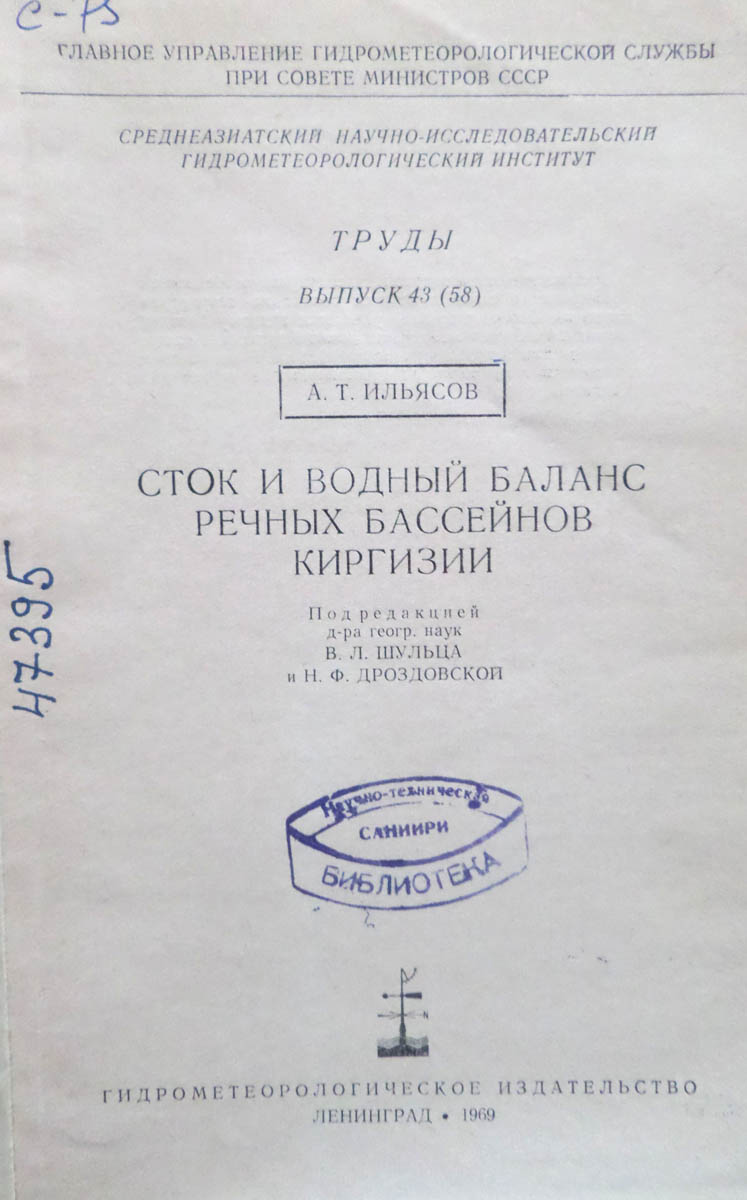 С-75
ГЛАВНОЕ УПРАВЛЕНИЕ ГИДРОМЕТЕОРОЛОГИЧЕСКОЙ СЛУЖБЫ
ПРИ СОВЕТЕ МИНИСТРОВ СССР
СРЕДНЕАЗИАТСКИЙ НАУЧНО-ИССЛЕДОВАТЕЛЬСКИЙ
ГИДРОМЕТЕОРОЛОГИЧЕСКИЙ ИНСТИТУТ
ТРУДЫ
ВЫПУСК 43 (58)
А. Т. ИЛЬЯСОВ
СТОК И ВОДНЫЙ БАЛАНС
РЕЧНЫХ БАССЕЙНОВ
КИРГИЗИИ
47395
Под редакцией
д-ра геогр. наук
В. Л. ШУЛЬЦА
и Н. Ф. ДРОЗДОВСКОЙ
Научно-техническая
САНИИРИ
БИБЛИОТЕКА
N
ГИДРОМЕТЕОРОЛОГИЧЕСКОЕ ИЗДАТЕЛЬСТВО
ЛЕНИНГРАД • 1969